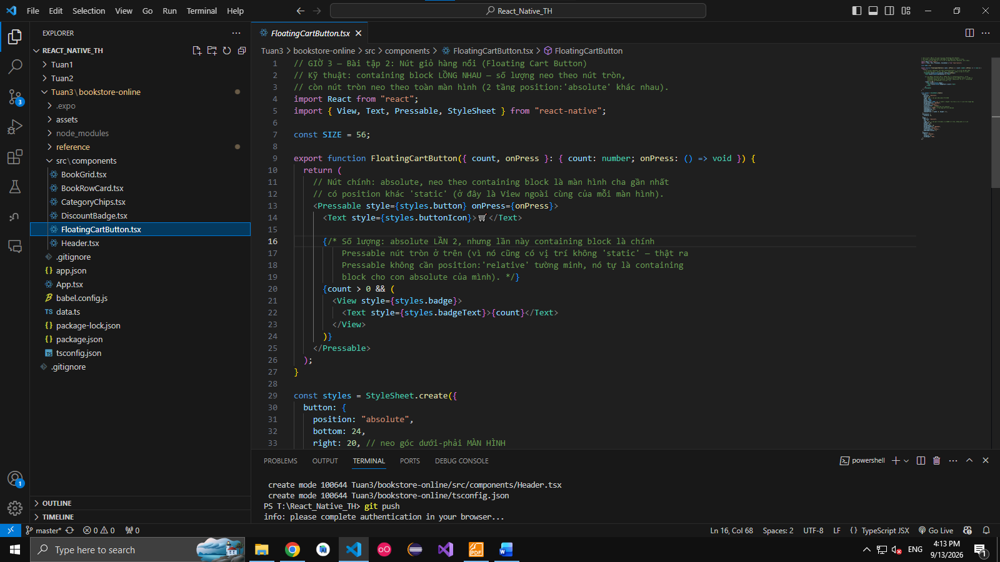 File Edit Selection View Go Run Terminal Help
React_Native_TH
EXPLORER
REACT_NATIVE_TH
Tuan1
Tuan2
Tuan3\bookstore-online
.expo
assets
node_modules
reference
src\components
BookGrid.tsx
BookRowCard.tsx
CategoryChips.tsx
DiscountBadge.tsx
FloatingCartButton.tsx
Header.tsx
.gitignore
app.json
App.tsx
babel.config.js
data.ts
package-lock.json
package.json
tsconfig.json
.gitignore
OUTLINE
TIMELINE
FloatingCartButton.tsx
Tuan3 > bookstore-online > src > components > FloatingCartButton.tsx > FloatingCartButton
1 // GIỜ 3 — Bài tập 2: Nút giỏ hàng nổi (Floating Cart Button)
2 // Kỹ thuật: containing block LỒNG NHAU — số lượng neo theo nút tròn,
3 // còn nút tròn neo theo toàn màn hình (2 tầng position:'absolute' khác nhau).
4 import React from "react";
5 import { View, Text, Pressable, StyleSheet } from "react-native";
6
7 const SIZE = 56;
8
9 export function FloatingCartButton({ count, onPress }: { count: number; onPress: () => void }) {
10 return (
11 // Nút chính: absolute, neo theo containing block là màn hình cha gần nhất
12 // có position khác 'static' (ở đây là View ngoài cùng của mỗi màn hình).
13 <Pressable style={styles.button} onPress={onPress}>
14 <Text style={styles.buttonIcon}>🛒</Text>
15
16 {/* Số lượng: absolute LẦN 2, nhưng lần này containing block là chính
17 Pressable nút tròn ở trên (vì nó cũng có vị trí không 'static' — thật ra
18 Pressable không cần position:'relative' tường minh, nó tự là containing
19 block cho con absolute của mình). */}
20 {count > 0 && (
21 <View style={styles.badge}>
22 <Text style={styles.badgeText}>{count}</Text>
23 </View>
24 )}
25 </Pressable>
26 );
27 }
28
29 const styles = StyleSheet.create({
30 button: {
31 position: "absolute",
32 bottom: 24,
33 right: 20, // neo góc dưới-phải MÀN HÌNH
PROBLEMS OUTPUT TERMINAL PORTS DEBUG CONSOLE
powershell
create mode 100644 Tuan3/bookstore-online/src/components/Header.tsx
create mode 100644 Tuan3/bookstore-online/tsconfig.json
PS T:\React_Native_TH> git push
info: please complete authentication in your browser...
3
1
master* 0 0 0
Ln 16, Col 68 Spaces: 2 UTF-8 LF {} TypeScript JSX Go Live
Type here to search
ENG
4:13 PM
9/13/2026
1